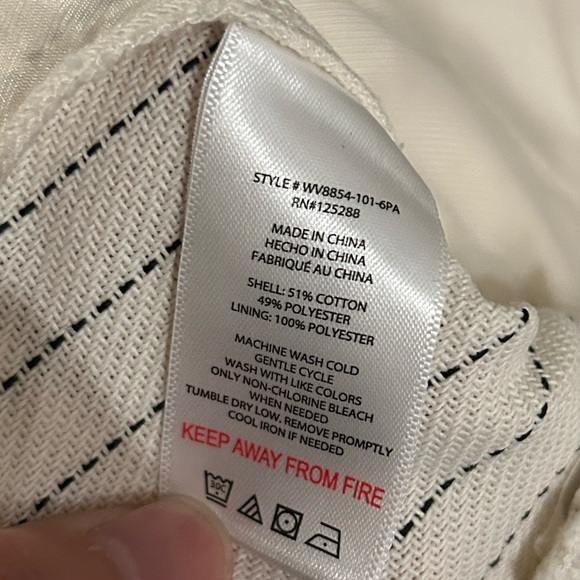 STYLE # WV8854-101-6PA
RN#125288
MADE IN CHINA
HECHO IN CHINA
FABRIQUÉ AU CHINA
SHELL: 51% COTTON
49% POLYESTER
LINING: 100% POLYESTER
MACHINE WASH COLD
GENTLE CYCLE
WASH WITH LIKE COLORS
ONLY NON-CHLORINE BLEACH
WHEN NEEDED
TUMBLE DRY LOW. REMOVE PROMPTLY
COOL IRON IF NEEDED
KEEP AWAY FROM FIRE
30C